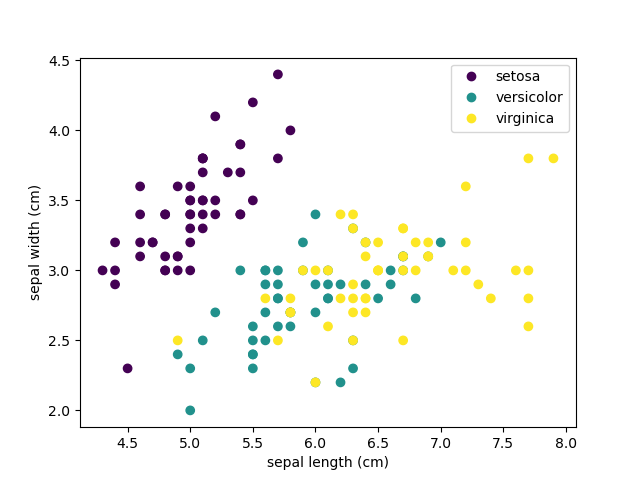 4.5
4.0
3.5
3.0
2.5
2.0
sepal width (cm)
setosa
versicolor
virginica
4.5 5.0 5.5 6.0 6.5 7.0 7.5 8.0
sepal length (cm)